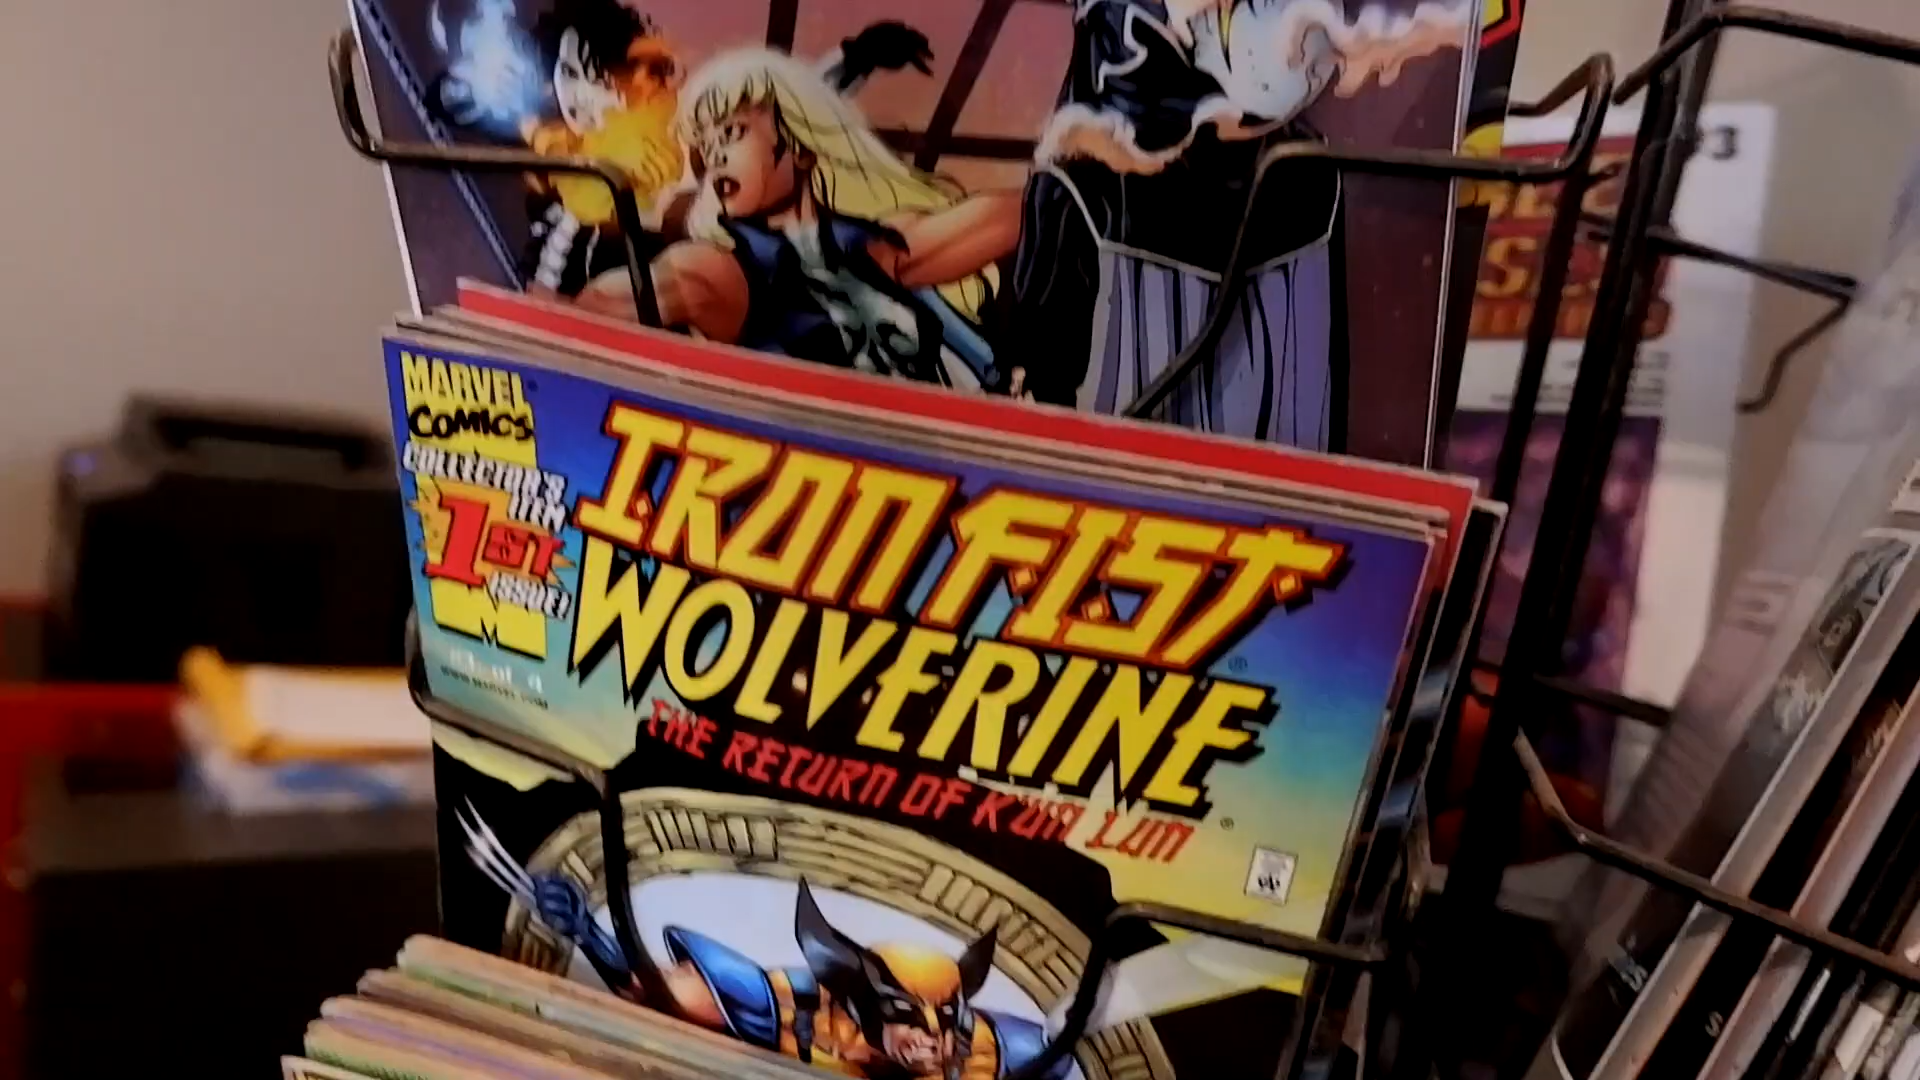 MARVEL
COMICS
COLLECTOR'S
ITEM
1ST
ISSUE!
IRON FIST
WOLVERINE
THE RETURN OF K'UN LUN